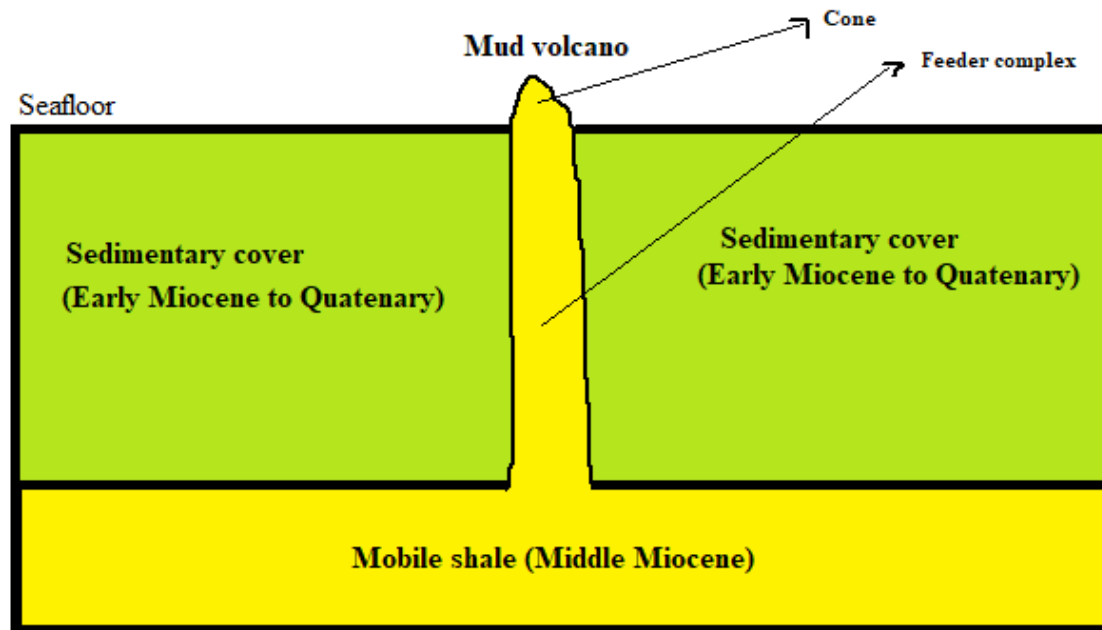 Cone
Mud volcano
Feeder complex
Seafloor
Sedimentary cover
(Early Miocene to Quatenary)
Sedimentary cover
(Early Miocene to Quatenary)
Mobile shale (Middle Miocene)